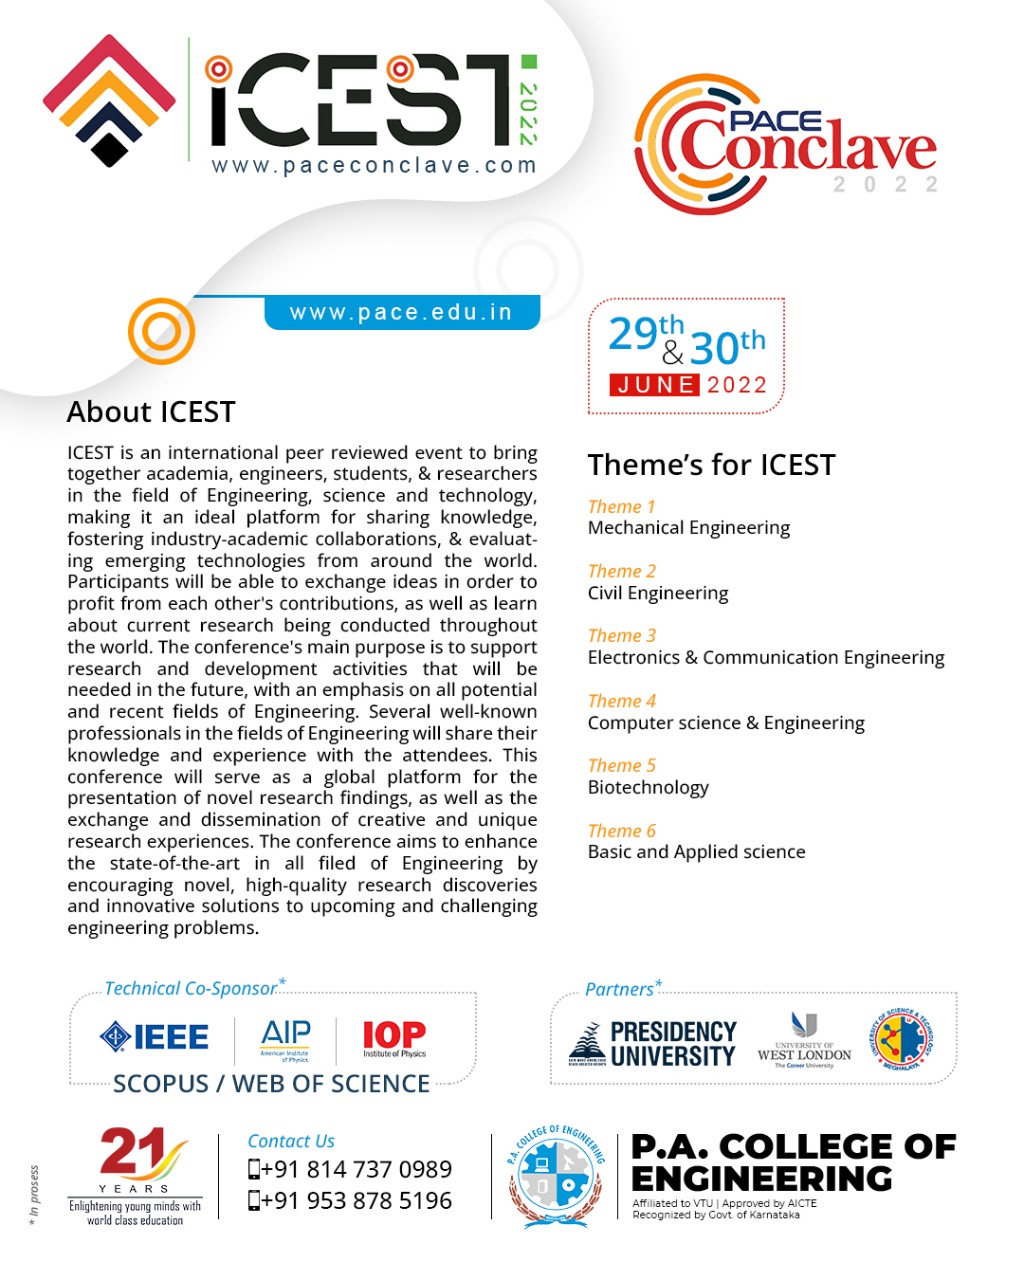 iCEST 2022
www.paceconclave.com
PACE
Conclave
2022
www.pace.edu.in
29th
& 30th
JUNE 2022
About ICEST
ICEST is an international peer reviewed event to bring
together academia, engineers, students, & researchers
in the field of Engineering, science and technology,
making it an ideal platform for sharing knowledge,
fostering industry-academic collaborations, & evaluat-
ing emerging technologies from around the world.
Participants will be able to exchange ideas in order to
profit from each other's contributions, as well as learn
about current research being conducted throughout
the world. The conference's main purpose is to support
research and development activities that will be
needed in the future, with an emphasis on all potential
and recent fields of Engineering. Several well-known
professionals in the fields of Engineering will share their
knowledge and experience with the attendees. This
conference will serve as a global platform for the
presentation of novel research findings, as well as the
exchange and dissemination of creative and unique
research experiences. The conference aims to enhance
the state-of-the-art in all filed of Engineering by
encouraging novel, high-quality research discoveries
and innovative solutions to upcoming and challenging
engineering problems.
Theme's for ICEST
Theme 1
Mechanical Engineering
Theme 2
Civil Engineering
Theme 3
Electronics & Communication Engineering
Theme 4
Computer science & Engineering
Theme 5
Biotechnology
Theme 6
Basic and Applied science
Technical Co-Sponsor*
IEEE
AIP
American Institute
of Physics
IOP
Institute of Physics
SCOPUS / WEB OF SCIENCE
Partners*
PRESIDENCY
UNIVERSITY
GAIN MORE KNOWLEDGE
REACH GREATER HEIGHTS
UNIVERSITY OF
WEST LONDON
The Career University
UNIVERSITY OF SCIENCE & TECHNOLOGY
MEGHALAYA
* In prosess
21
YEARS
Enlightening young minds with
world class education
Contact Us
+91 814 737 0989
+91 953 878 5196
P.A. COLLEGE OF ENGINEERING
P.A. COLLEGE OF
ENGINEERING
Affiliated to VTU | Approved by AICTE
Recognized by Govt. of Karnataka